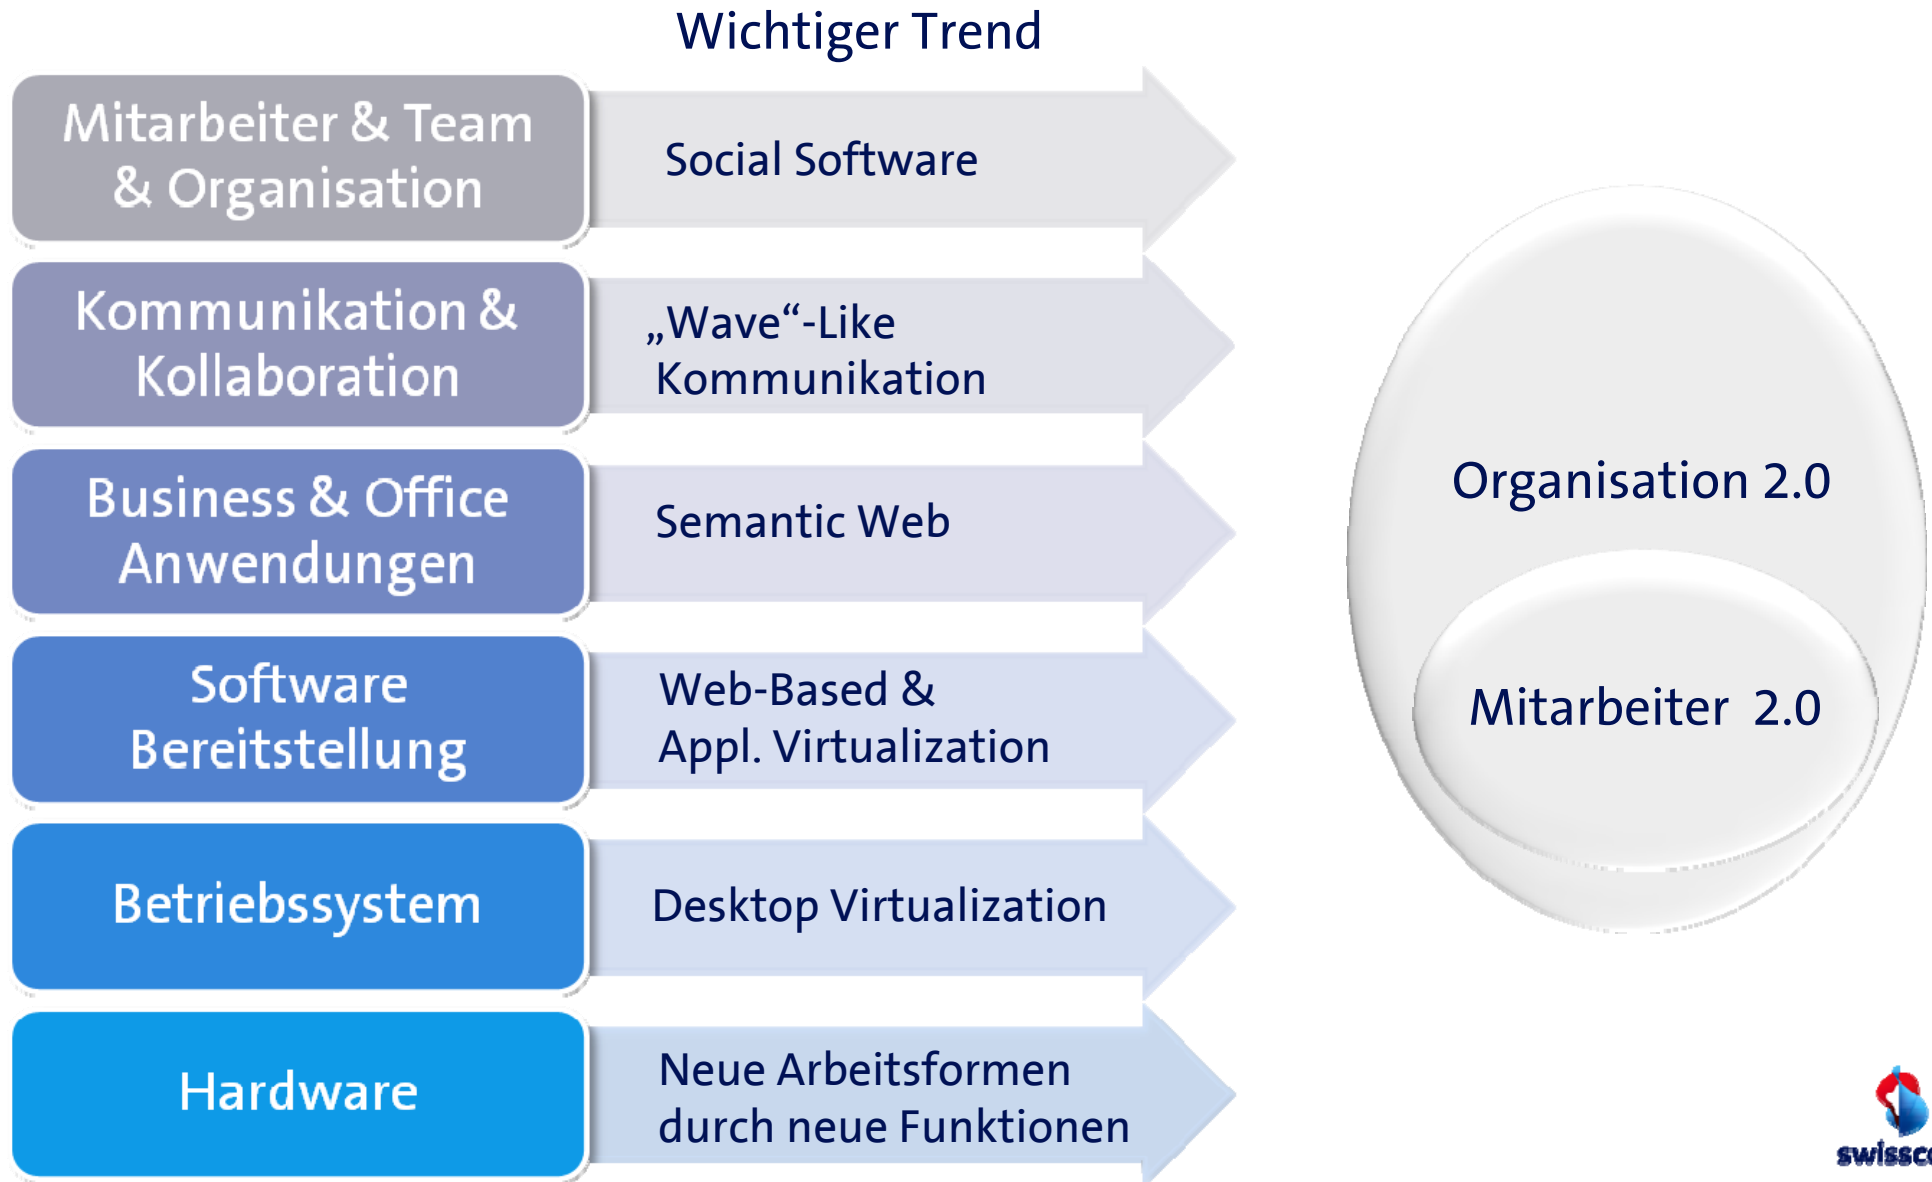 Wichtiger Trend
Mitarbeiter & Team
& Organisation
Social Software
Kommunikation &
Kollaboration
„Wave“-Like
Kommunikation
Business & Office
Anwendungen
Semantic Web
Software
Bereitstellung
Web-Based &
Appl. Virtualization
Betriebssystem
Desktop Virtualization
Hardware
Neue Arbeitsformen
durch neue Funktionen
Organisation 2.0
Mitarbeiter 2.0
swissc